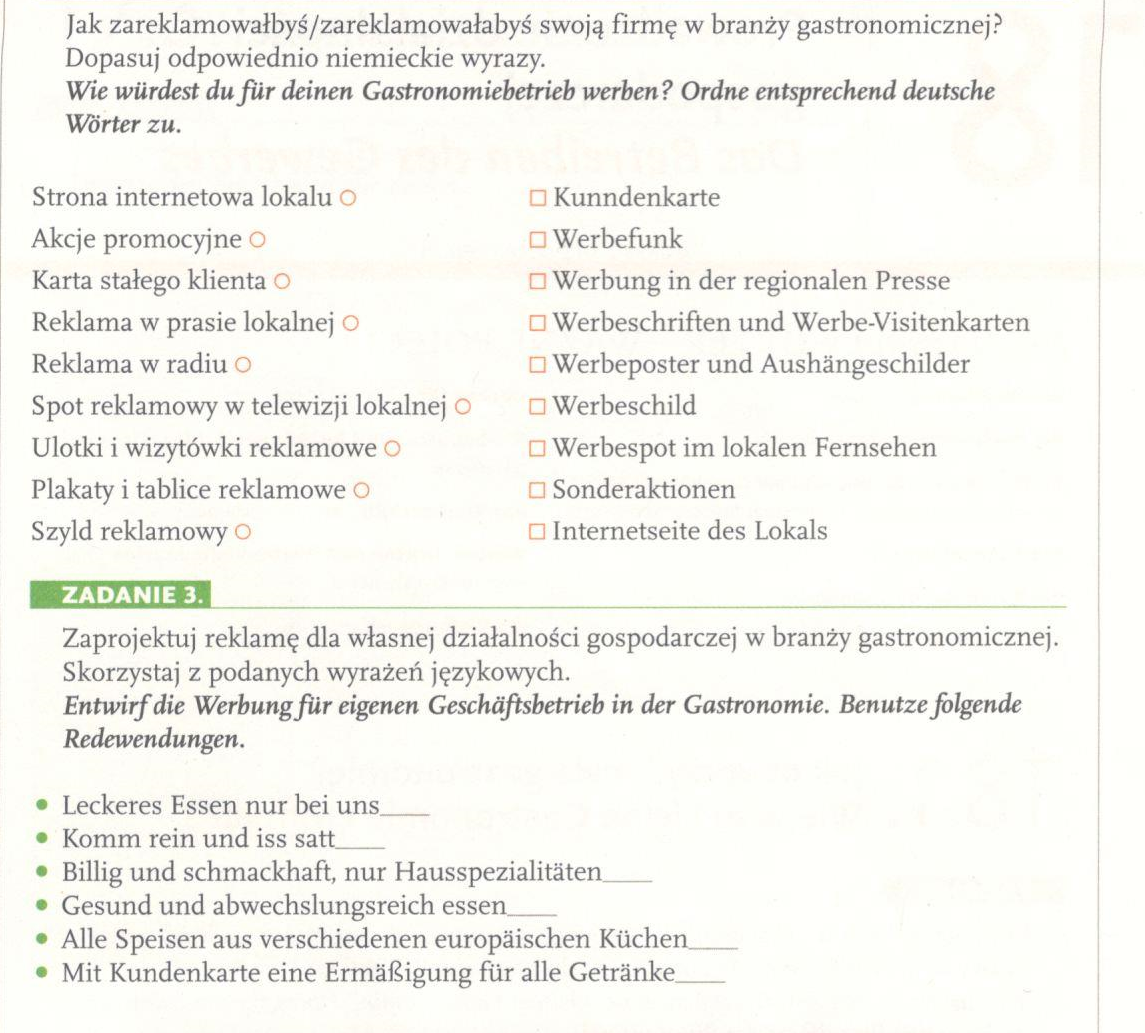 Jak zareklamowałbyś/zareklamowałabyś swoją firmę w branży gastronomicznej?
Dopasuj odpowiednio niemieckie wyrazy.
Wie würdest du für deinen Gastronomiebetrieb werben? Ordne entsprechend deutsche
Wörter zu.
Strona internetowa lokalu ○ □ Kunndenkarte
Akcje promocyjne ○ □ Werbefunk
Karta stałego klienta ○ □ Werbung in der regionalen Presse
Reklama w prasie lokalnej ○ □ Werbeschriften und Werbe-Visitenkarten
Reklama w radiu ○ □ Werbeposter und Aushängeschilder
Spot reklamowy w telewizji lokalnej ○ □ Werbeschild
Ulotki i wizytówki reklamowe ○ □ Werbespot im lokalen Fernsehen
Plakaty i tablice reklamowe ○ □ Sonderaktionen
Szyld reklamowy ○ □ Internetseite des Lokals
ZADANIE 3.
Zaprojektuj reklamę dla własnej działalności gospodarczej w branży gastronomicznej.
Skorzystaj z podanych wyrażeń językowych.
Entwirf die Werbung für eigenen Geschäftsbetrieb in der Gastronomie. Benutze folgende
Redewendungen.
• Leckeres Essen nur bei uns____
• Komm rein und iss satt____
• Billig und schmackhaft, nur Hausspezialitäten____
• Gesund und abwechslungsreich essen____
• Alle Speisen aus verschiedenen europäischen Küchen____
• Mit Kundenkarte eine Ermäßigung für alle Getränke____